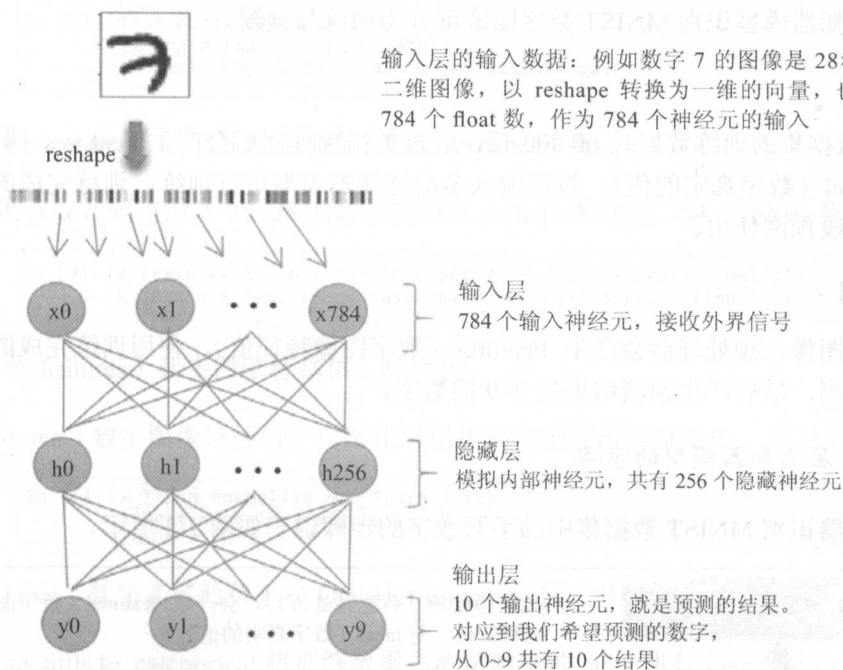 输入层的输入数据：例如数字 7 的图像是 28
二维图像，以 reshape 转换为一维的向量，也
784 个 float 数，作为 784 个神经元的输入
reshape
x0 x1 ··· x784
输入层
784 个输入神经元，接收外界信号
h0 h1 ··· h256
隐藏层
模拟内部神经元，共有 256 个隐藏神经元
y0 y1 ··· y9
输出层
10 个输出神经元，就是预测的结果。
对应到我们希望预测的数字，
从 0~9 共有 10 个结果